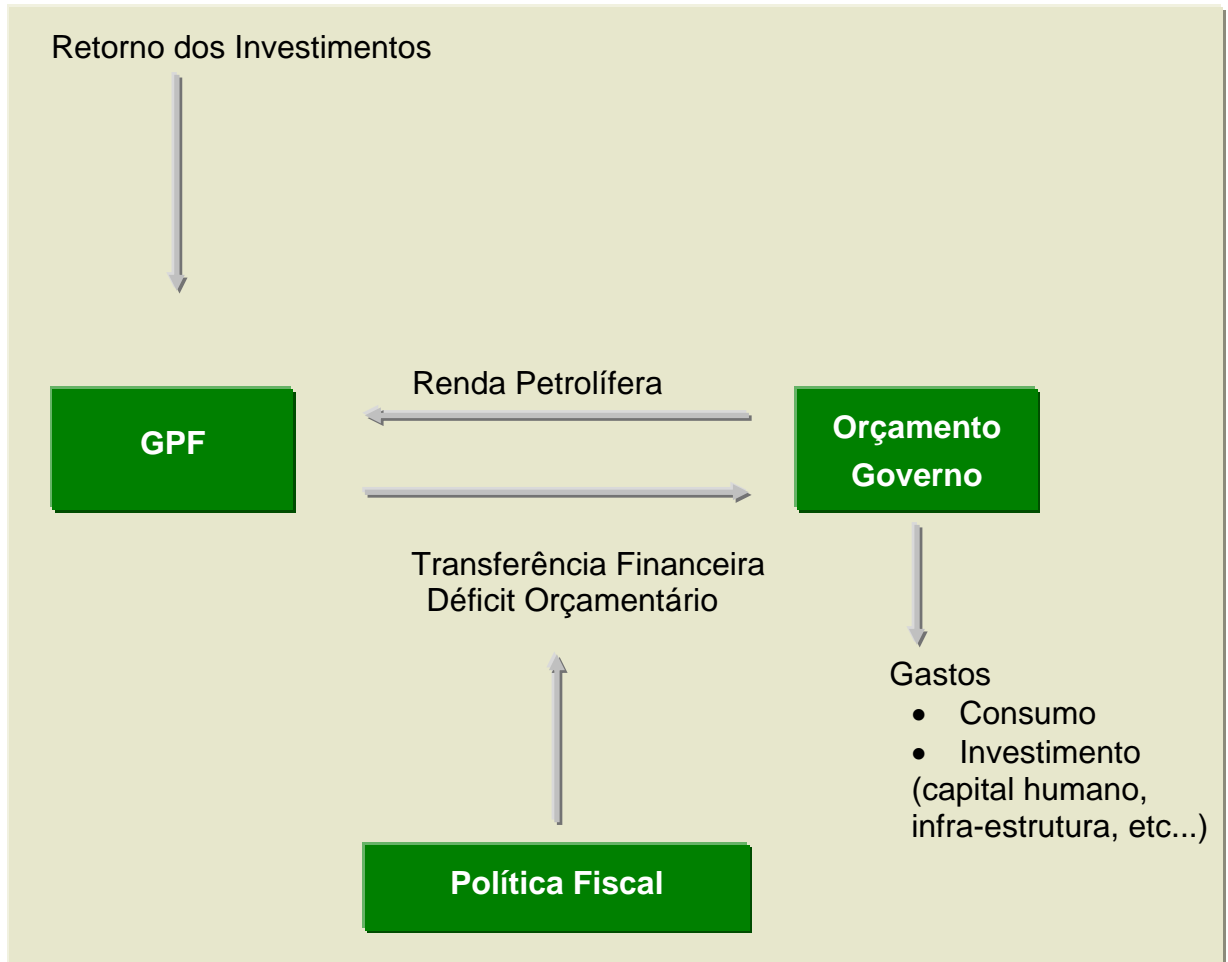 Retorno dos Investimentos
Renda Petrolífera
GPF
Orçamento
Governo
Transferência Financeira
Déficit Orçamentário
Gastos
• Consumo
• Investimento
(capital humano,
infra-estrutura, etc...)
Política Fiscal